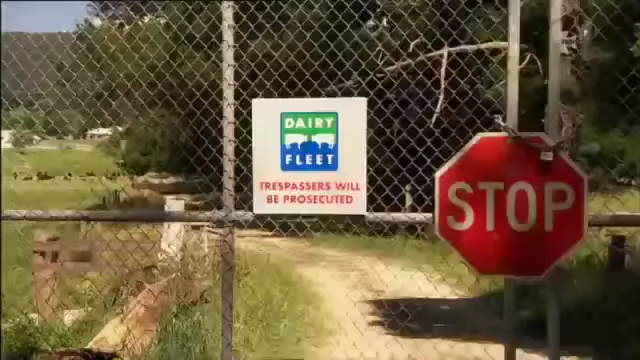 DAIRY
FLEET
TRESPASSERS WILL
BE PROSECUTED
STOP